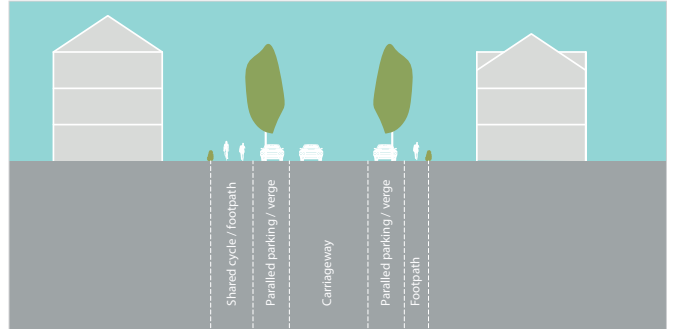 Shared cycle / footpath
Paralled parking / verge
Carriageway
Paralled parking / verge
Footpath